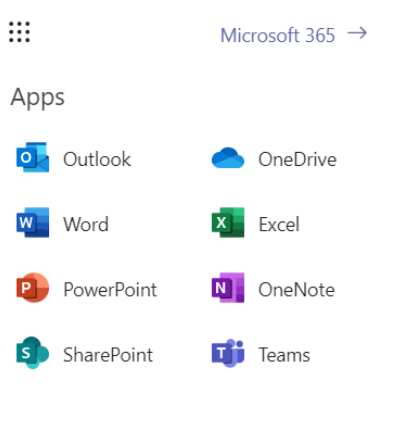 Microsoft 365 →
Apps
Outlook
OneDrive
Word
Excel
PowerPoint
OneNote
SharePoint
Teams